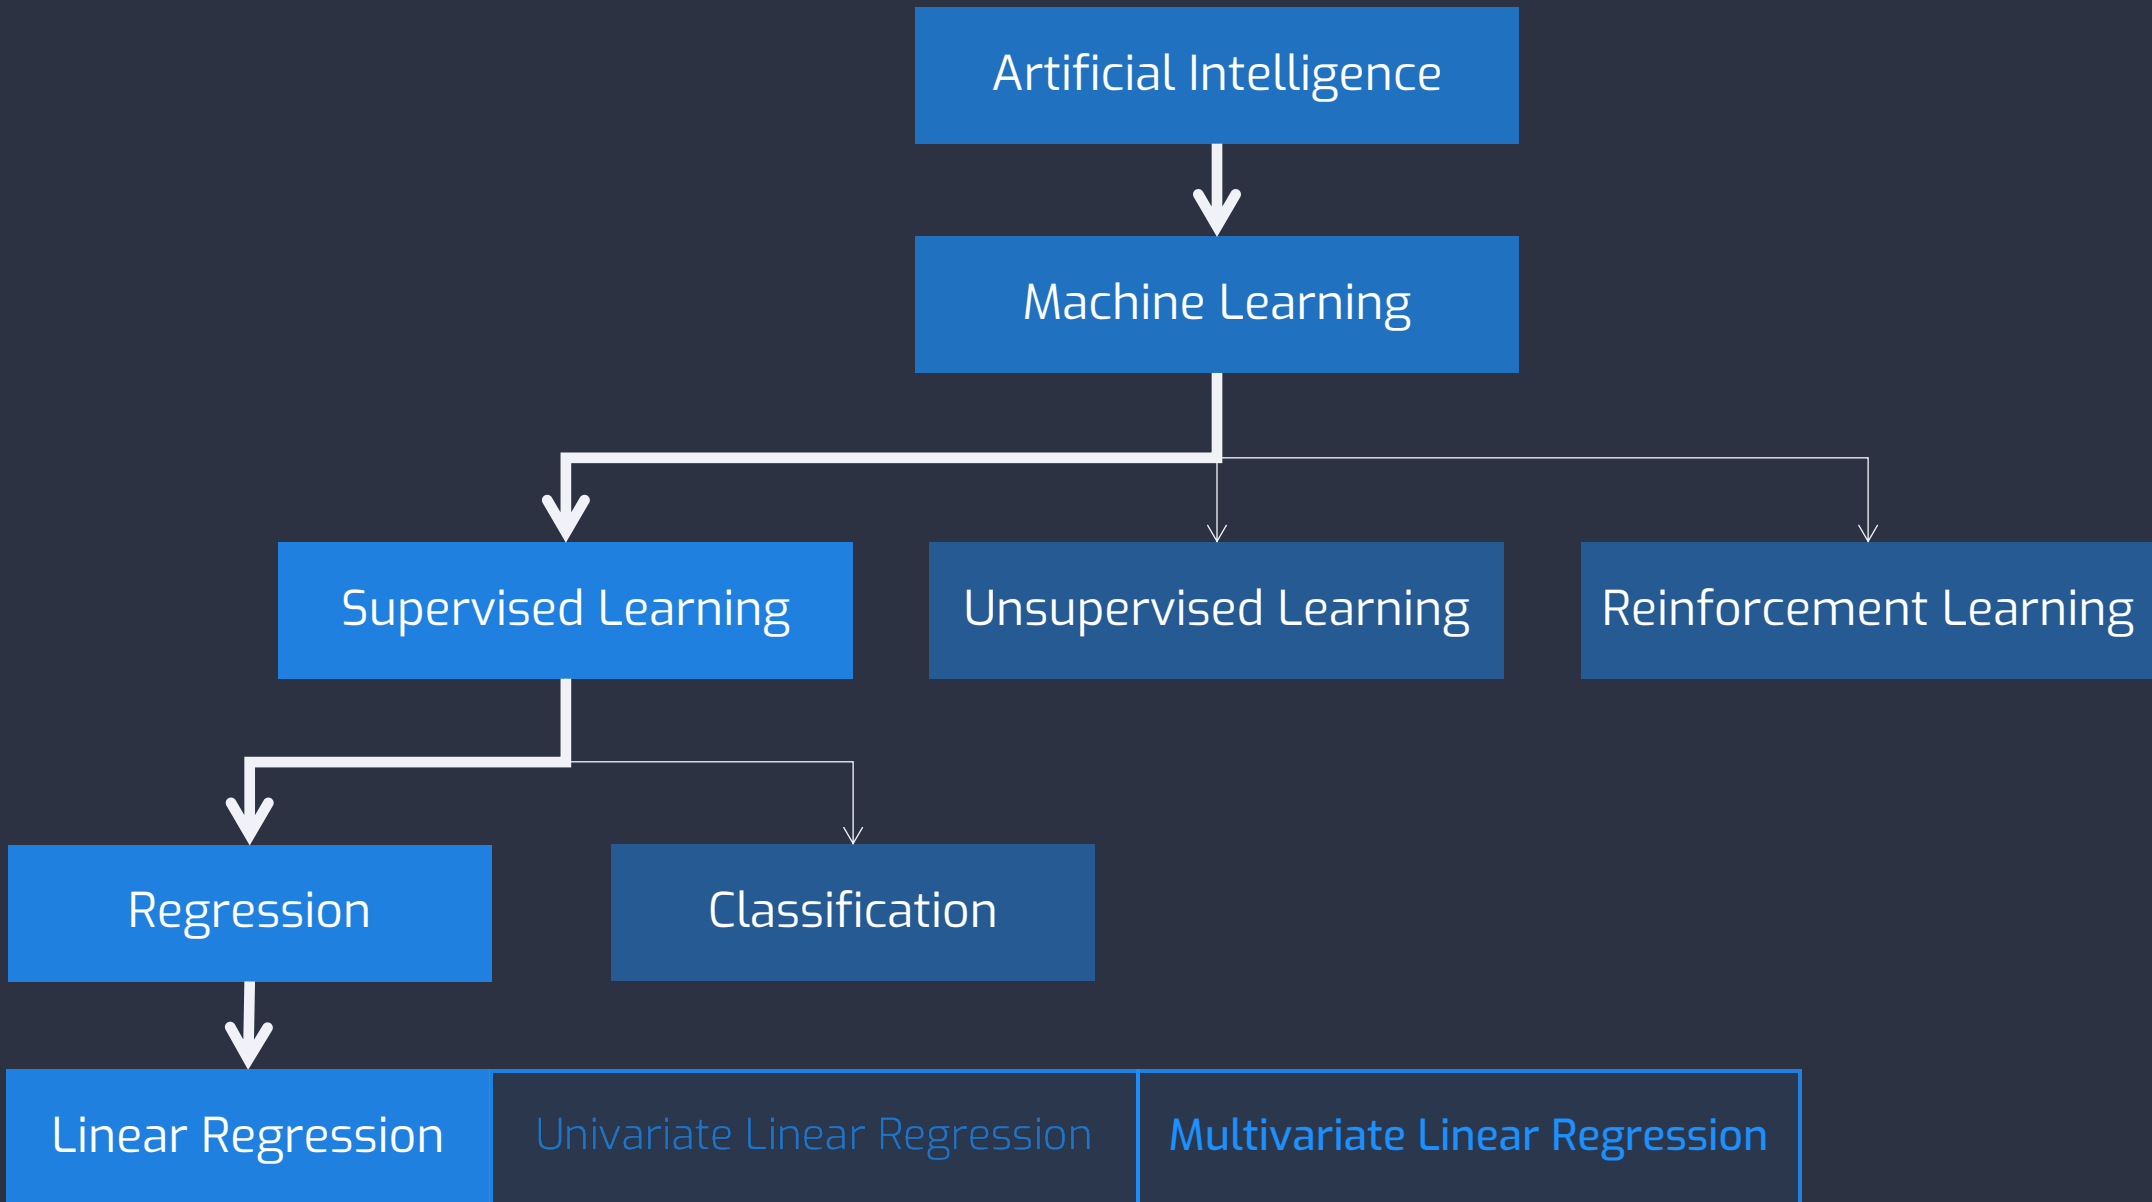 Artificial Intelligence
Machine Learning
Supervised Learning
Unsupervised Learning
Reinforcement Learning
Regression
Classification
Linear Regression
Univariate Linear Regression
Multivariate Linear Regression